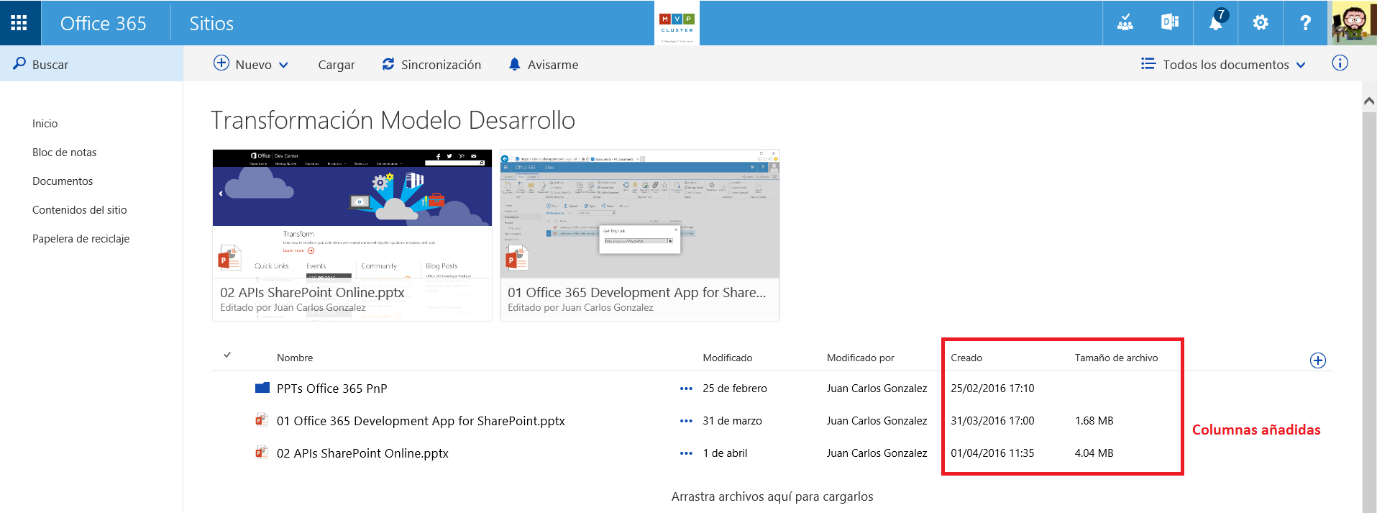 Office 365 Sitios MVP 7 ?
CLUSTER
Buscar Nuevo Cargar Sincronización Avisarme Todos los documentos
Inicio
Bloc de notas
Documentos
Contenidos del sitio
Papelera de reciclaje
Transformación Modelo Desarrollo
Office Dev Center
Transform
Quick Links Events Community Blog Posts
02 APIs SharePoint Online.pptx
Editado por Juan Carlos Gonzalez
Office 365 Sitios
01 Office 365 Development App for Share...
Editado por Juan Carlos Gonzalez
Nombre Modificado Modificado por Creado Tamaño de archivo
PPTs Office 365 PnP ••• 25 de febrero Juan Carlos Gonzalez 25/02/2016 17:10
01 Office 365 Development App for SharePoint.pptx ••• 31 de marzo Juan Carlos Gonzalez 31/03/2016 17:00 1.68 MB
Columnas añadidas
02 APIs SharePoint Online.pptx ••• 1 de abril Juan Carlos Gonzalez 01/04/2016 11:35 4.04 MB
Arrastra archivos aquí para cargarlos